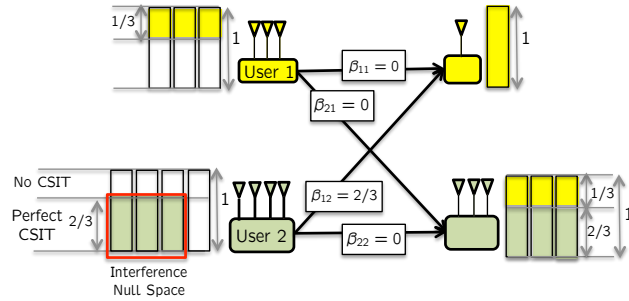 1/3
1
User 1
β₁₁ = 0
β₂₁ = 0
1
No CSIT
Perfect
CSIT
2/3
1
β₁₂ = 2/3
User 2
β₂₂ = 0
1/3
2/3
1
Interference
Null Space